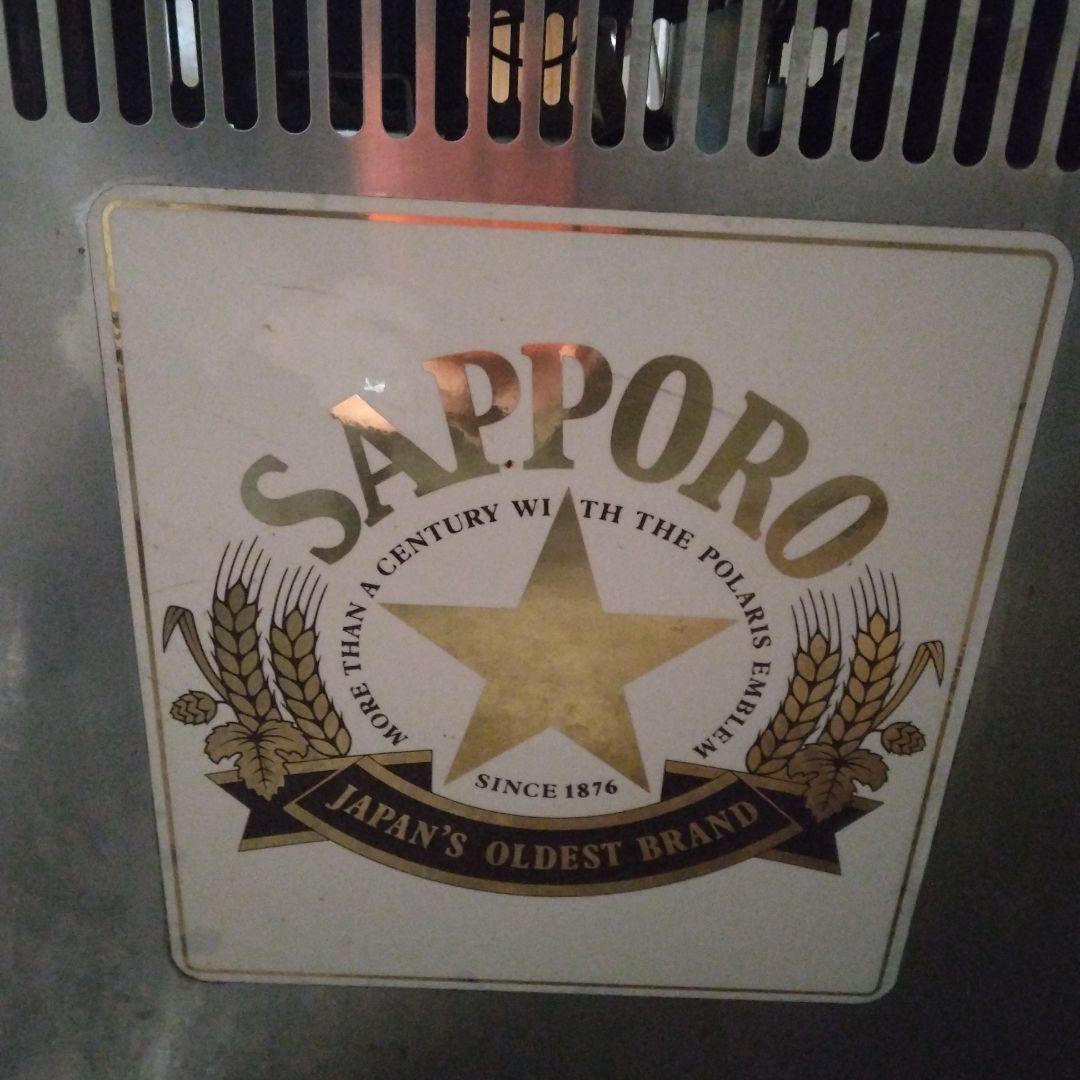 SAPPORO
MORE THAN A CENTURY WITH THE POLARIS EMBLEM
SINCE 1876
JAPAN'S OLDEST BRAND